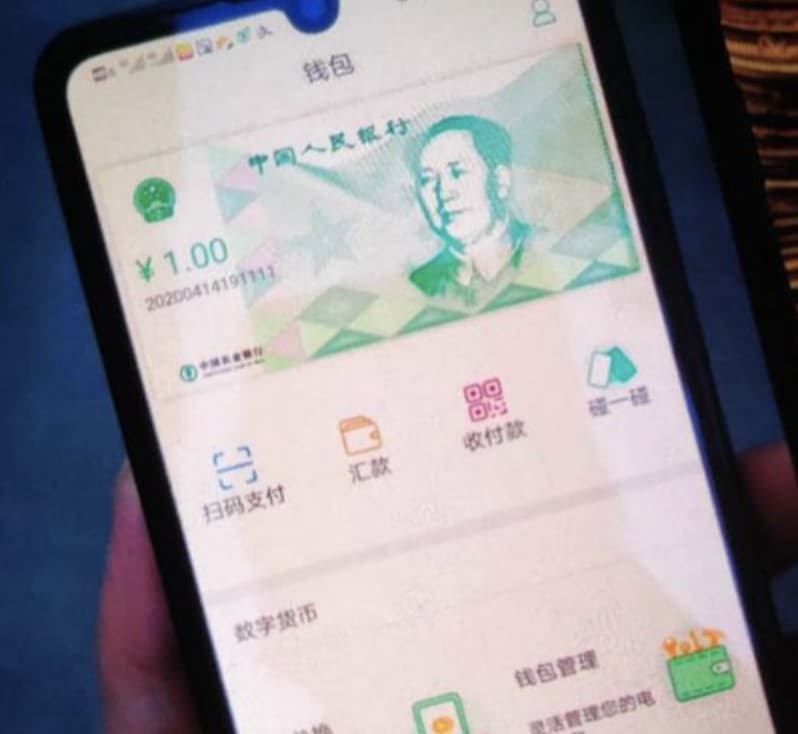 钱包
中国人民银行
¥ 1.00
20200414191111
中国农业银行
扫码支付
汇款
收付款
碰一碰
数字货币
钱包管理
灵活管理您的电